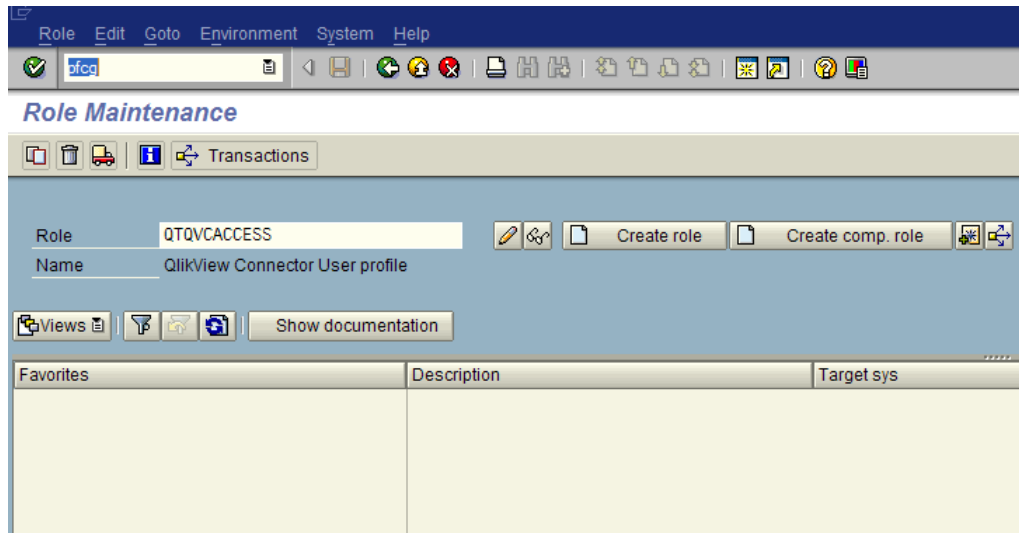 Role Edit Goto Environment System Help
pfcg
Role Maintenance
Transactions
Role QTQVCACCESS Create role Create comp. role
Name QlikView Connector User profile
Views Show documentation
Favorites Description Target sys